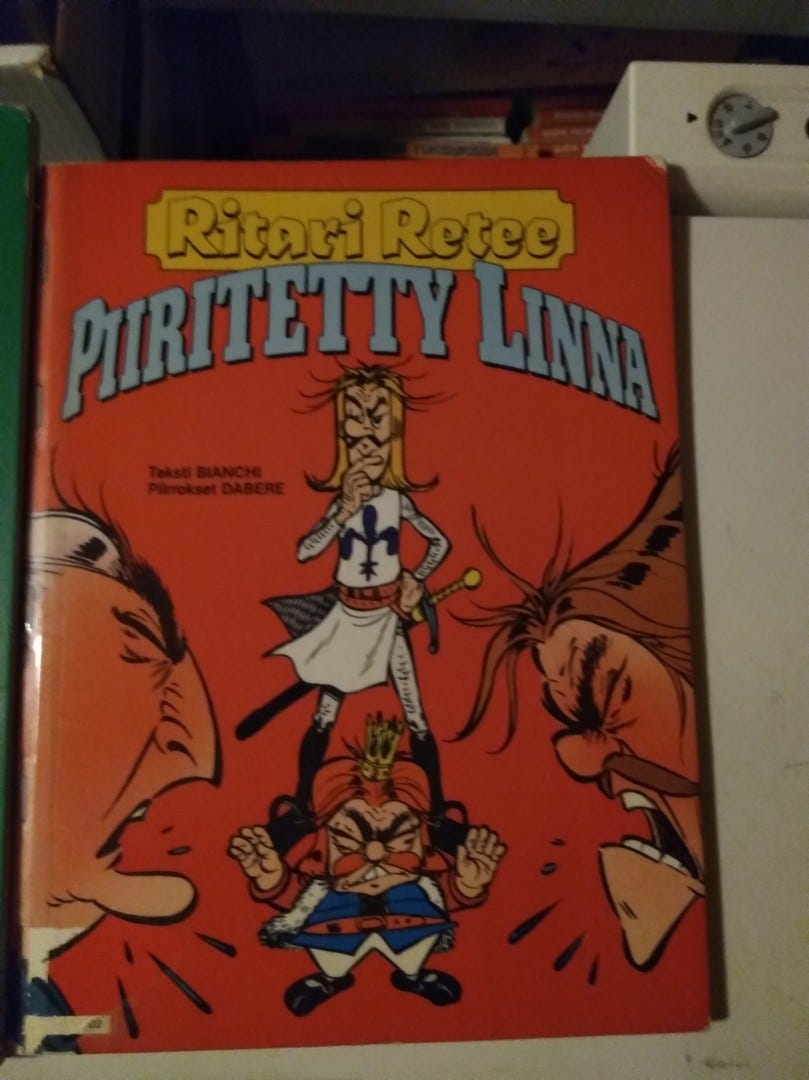 Ritari Retee
PIIRITETTY LINNA
Teksti BIANCHI
Piirrokset DABERE